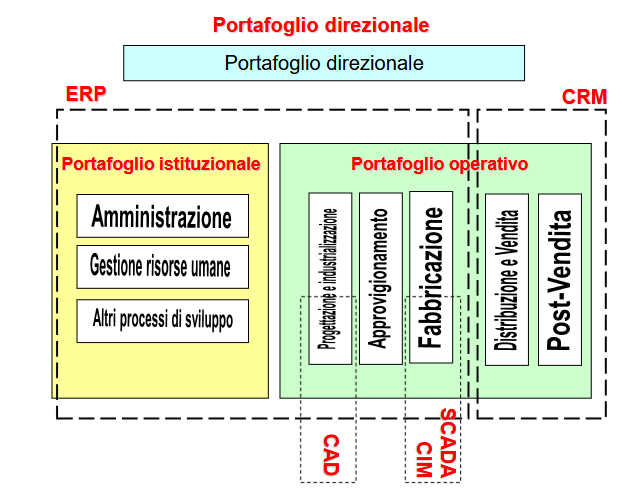 Portafoglio direzionale
Portafoglio direzionale
ERP
CRM
Portafoglio istituzionale
Portafoglio operativo
Amministrazione
Gestione risorse umane
Altri processi di sviluppo
Progettazione e industrializzazione
Approvigionamento
Fabbricazione
Distribuzione e Vendita
Post-Vendita
CAD
SCADA
CIM